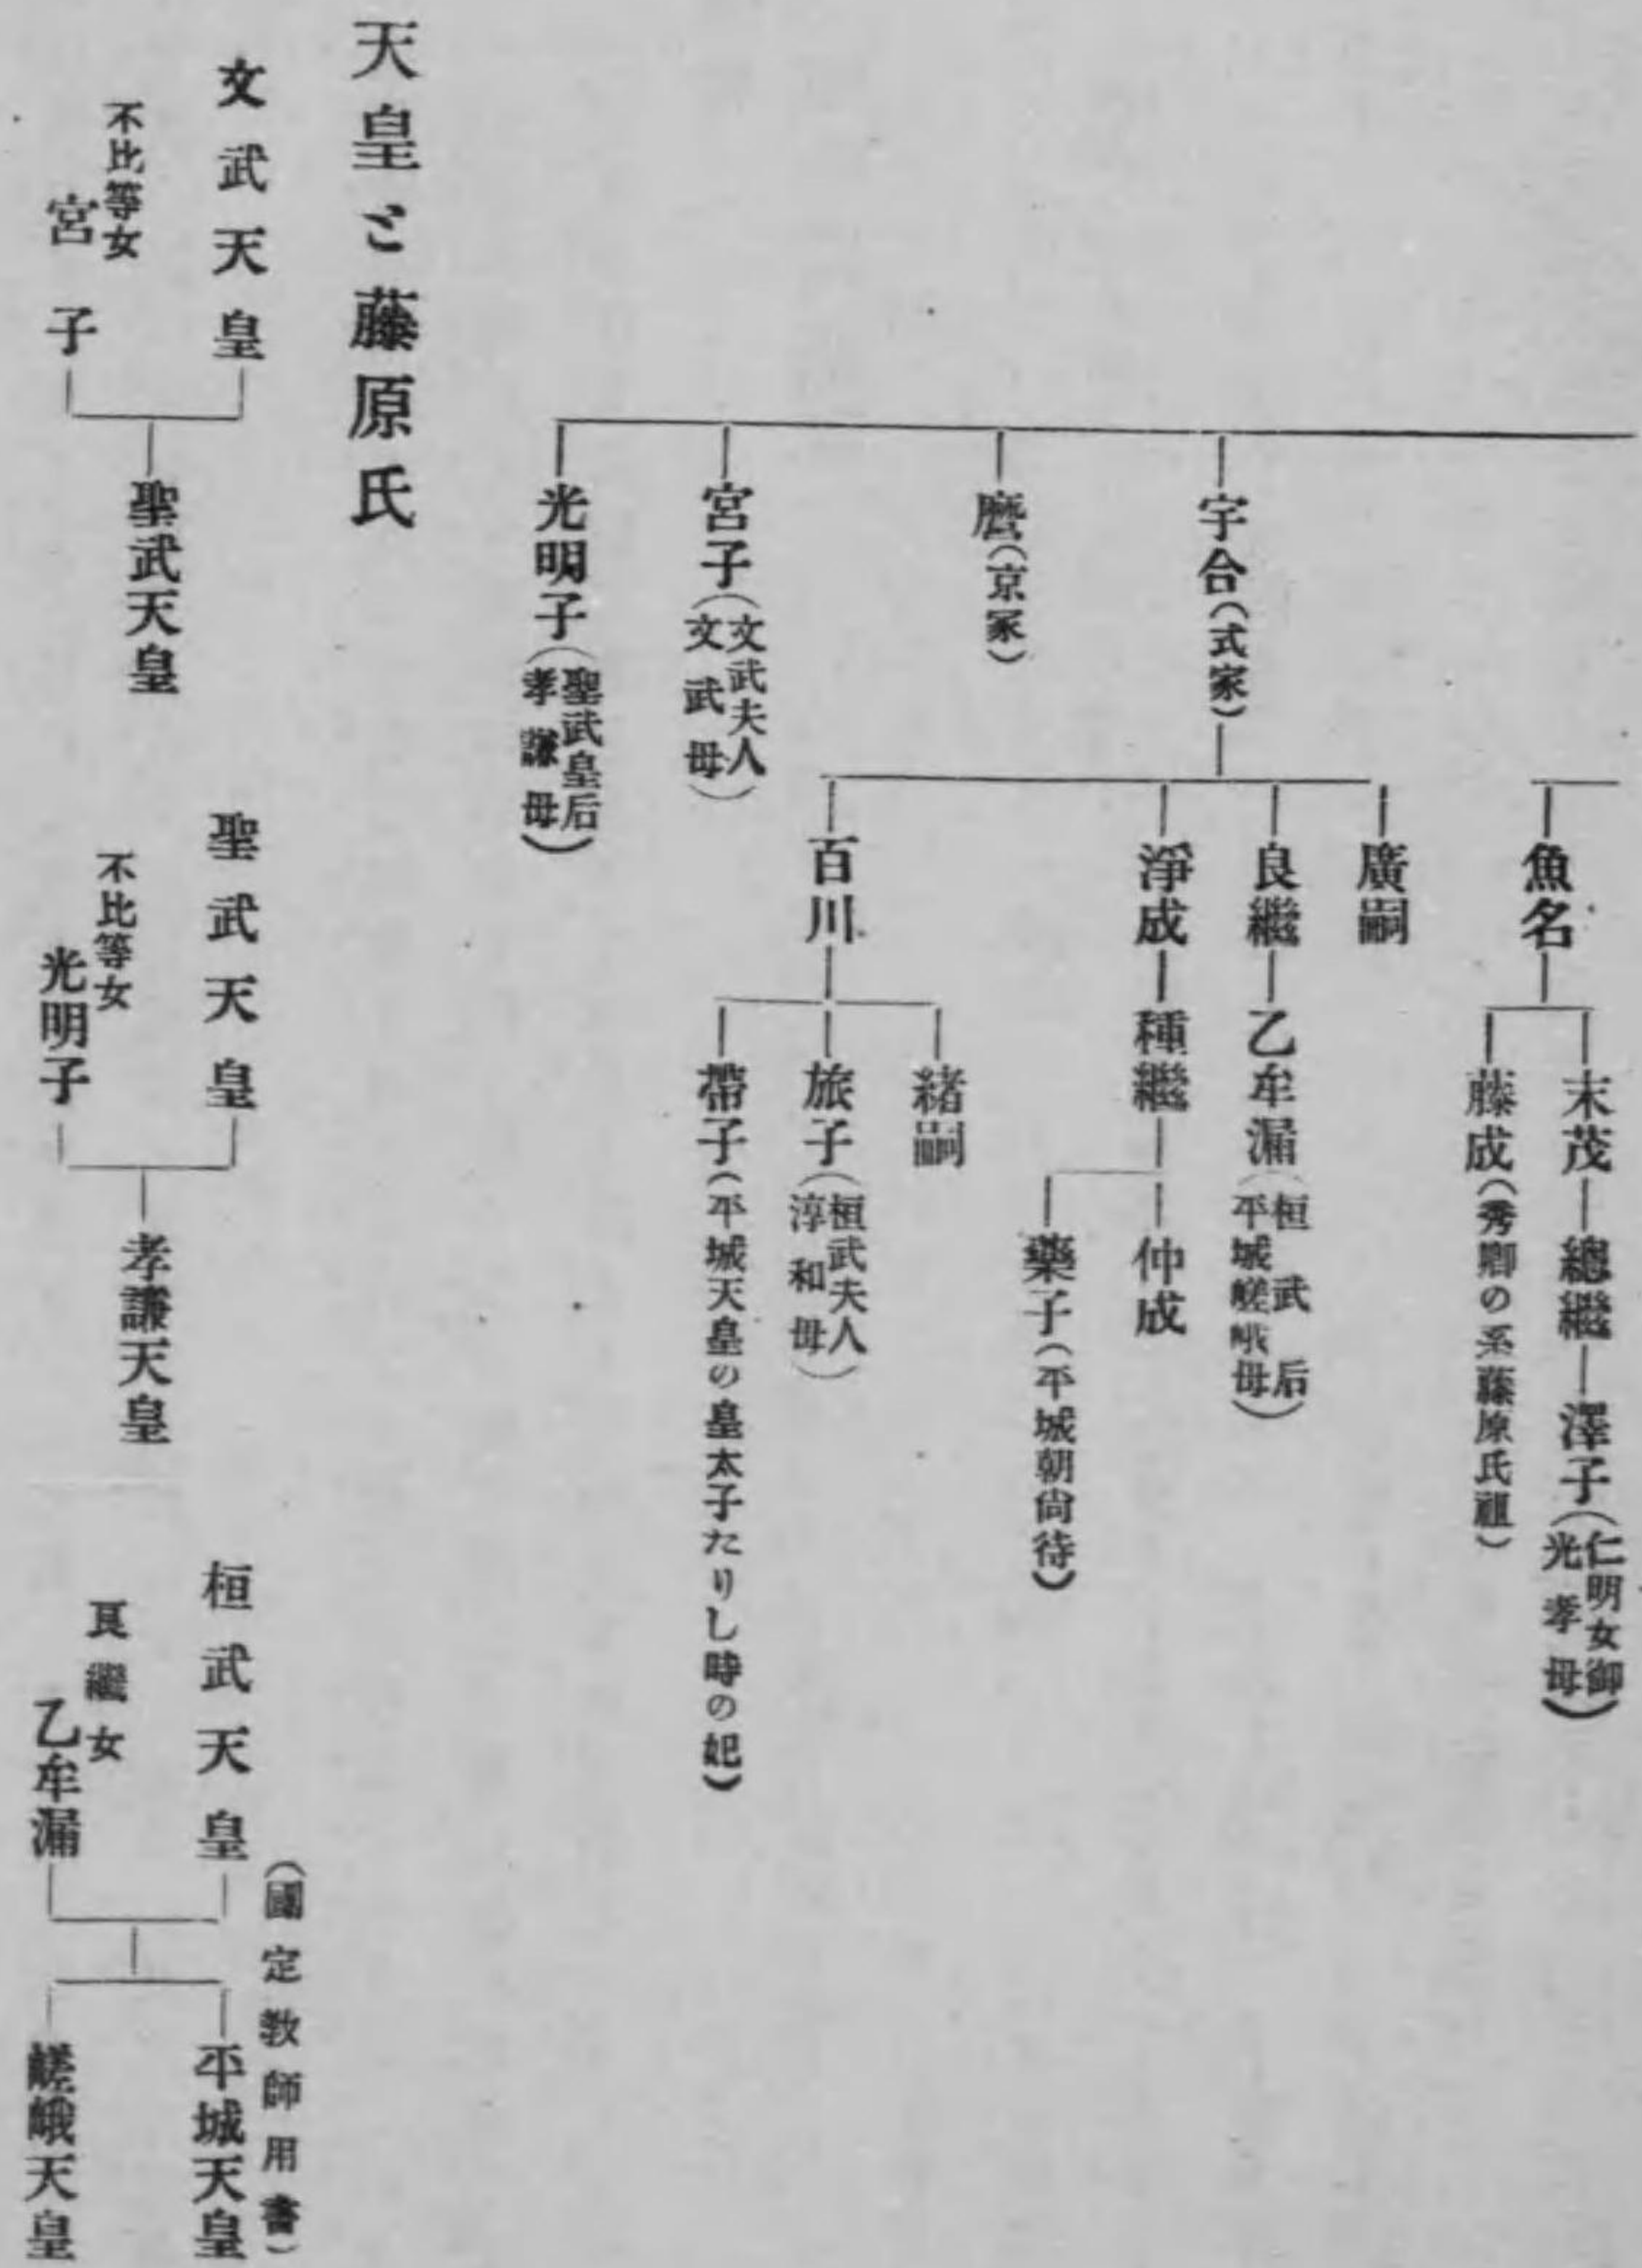 魚名
末茂
總繼
澤子(仁明女御
光孝母)
藤成(秀鄕の系藤原氏祖)
宇合(式家)
廣嗣
良繼
乙牟漏(桓武后
平城嵯峨母)
淨成
種繼
仲成
藥子(平城朝尙侍)
百川
緖嗣
旅子(桓武夫人
淳和母)
帶子(平城天皇の皇太子たりし時の妃)
麿(京家)
宮子(文武夫人
文武母)
光明子(聖武皇后
孝謙母)
天皇と藤原氏
(國定敎師用書)
文武天皇
不比等女
宮子
聖武天皇
聖武天皇
不比等女
光明子
孝謙天皇
桓武天皇
良繼女
乙牟漏
平城天皇
嵯峨天皇